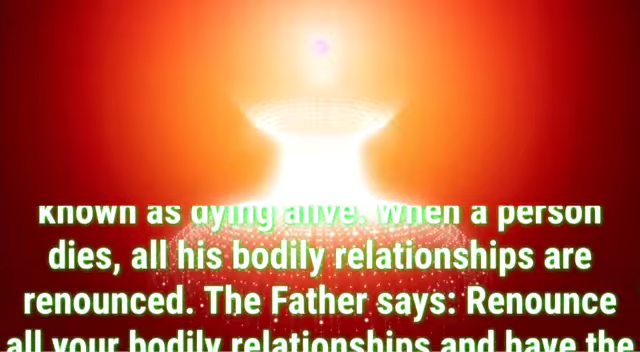 known as dying alive. When a person
dies, all his bodily relationships are
renounced. The Father says: Renounce
all your bodily relationships and have the